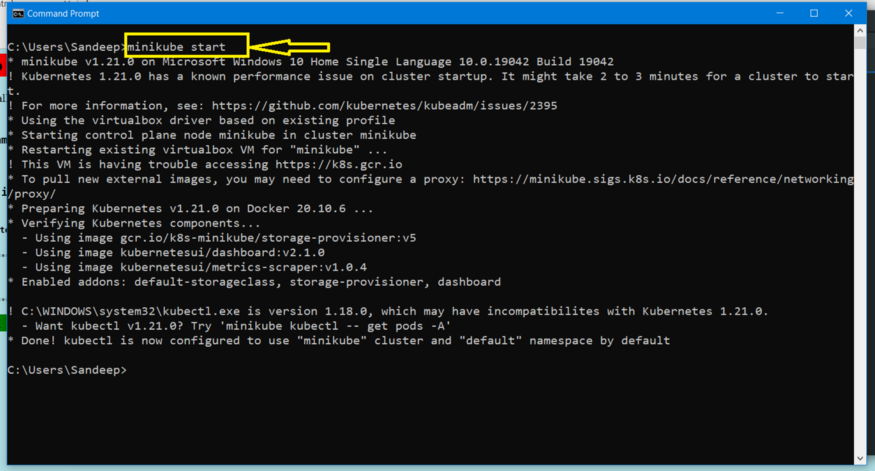 Command Prompt
C:\Users\Sandeep>minikube start
* minikube v1.21.0 on Microsoft Windows 10 Home Single Language 10.0.19042 Build 19042
! Kubernetes 1.21.0 has a known performance issue on cluster startup. It might take 2 to 3 minutes for a cluster to star
t.
! For more information, see: https://github.com/kubernetes/kubeadm/issues/2395
* Using the virtualbox driver based on existing profile
* Starting control plane node minikube in cluster minikube
* Restarting existing virtualbox VM for "minikube" ...
! This VM is having trouble accessing https://k8s.gcr.io
* To pull new external images, you may need to configure a proxy: https://minikube.sigs.k8s.io/docs/reference/networking
/proxy/
* Preparing Kubernetes v1.21.0 on Docker 20.10.6 ...
* Verifying Kubernetes components...
- Using image gcr.io/k8s-minikube/storage-provisioner:v5
- Using image kubernetesui/dashboard:v2.1.0
- Using image kubernetesui/metrics-scraper:v1.0.4
* Enabled addons: default-storageclass, storage-provisioner, dashboard
! C:\WINDOWS\system32\kubectl.exe is version 1.18.0, which may have incompatibilites with Kubernetes 1.21.0.
- Want kubectl v1.21.0? Try 'minikube kubectl -- get pods -A'
* Done! kubectl is now configured to use "minikube" cluster and "default" namespace by default
C:\Users\Sandeep>